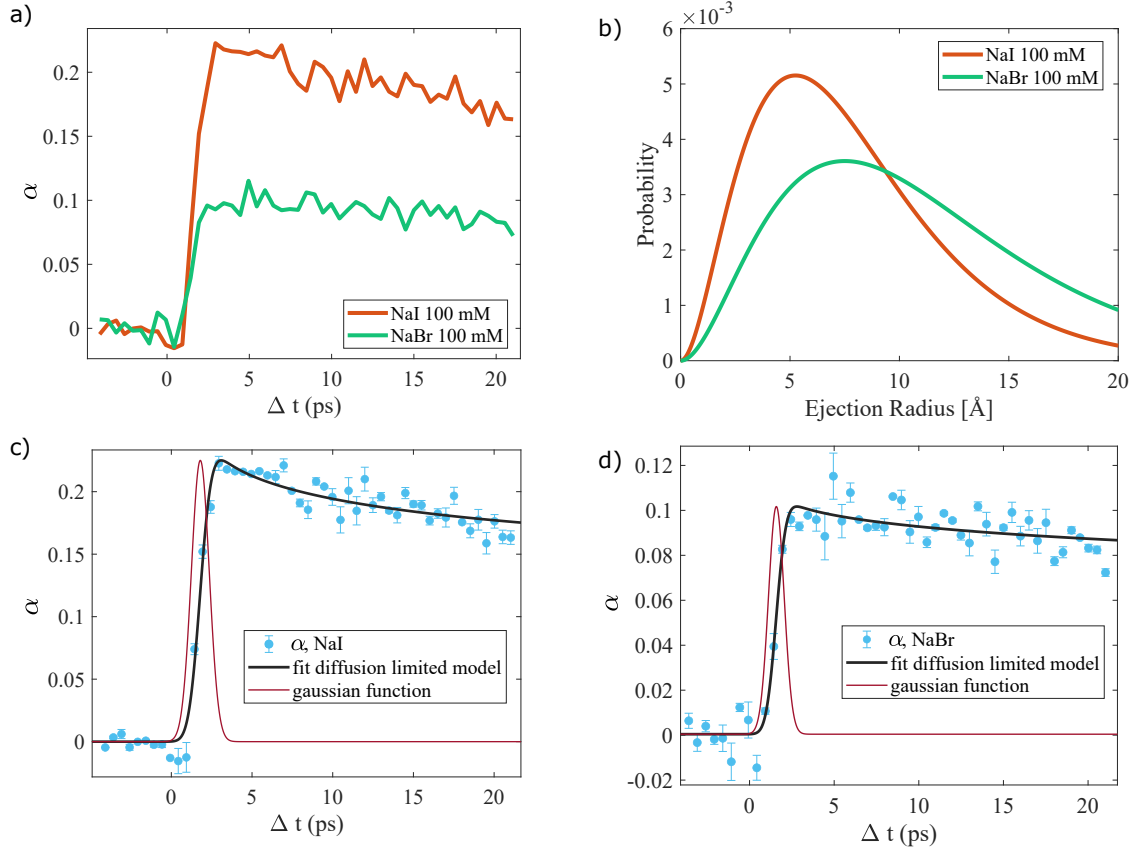 a)
0.2
0.15
0.1
0.05
0
α
NaI 100 mM
NaBr 100 mM
0 5 10 15 20
Δ t (ps)
b)
×10-3
6
5
4
3
2
1
0
Probability
NaI 100 mM
NaBr 100 mM
0 5 10 15 20
Ejection Radius [Å]
c)
0.2
0.15
0.1
0.05
0
α
α, NaI
fit diffusion limited model
gaussian function
0 5 10 15 20
Δ t (ps)
d)
0.12
0.1
0.08
0.06
0.04
0.02
0
-0.02
α
α, NaBr
fit diffusion limited model
gaussian function
0 5 10 15 20
Δ t (ps)